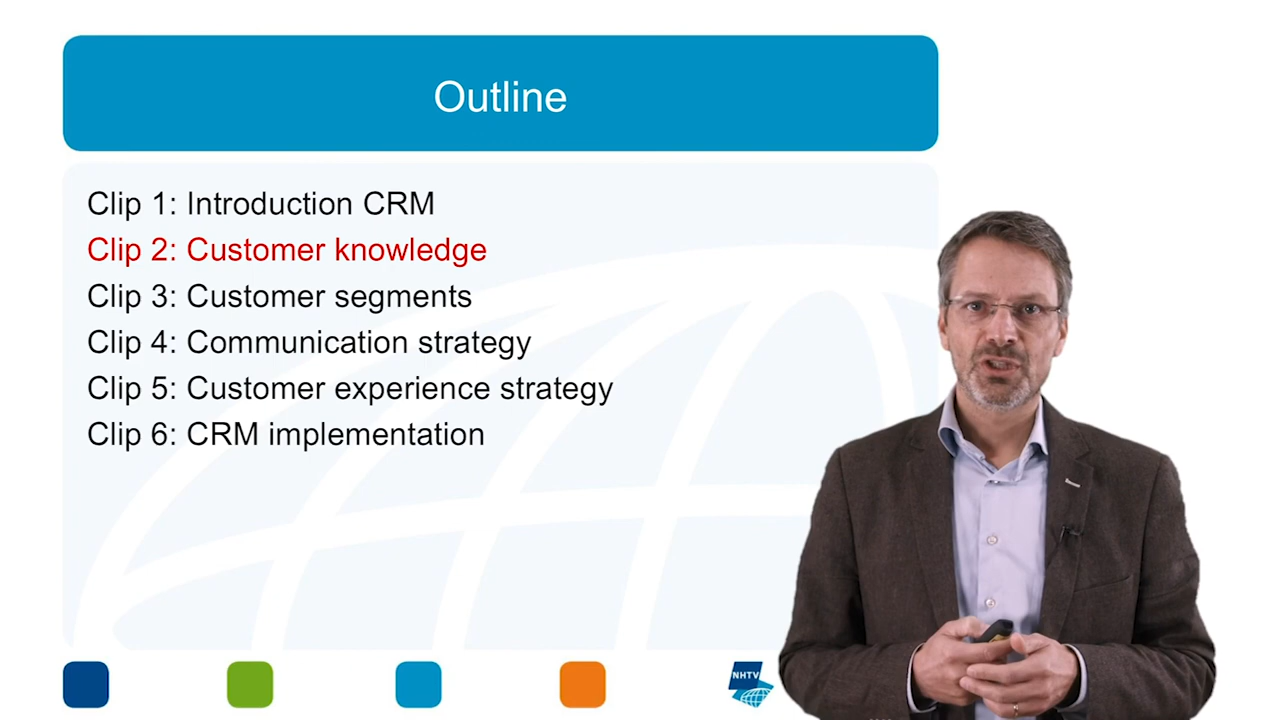 Outline
Clip 1: Introduction CRM
Clip 2: Customer knowledge
Clip 3: Customer segments
Clip 4: Communication strategy
Clip 5: Customer experience strategy
Clip 6: CRM implementation
NHTV